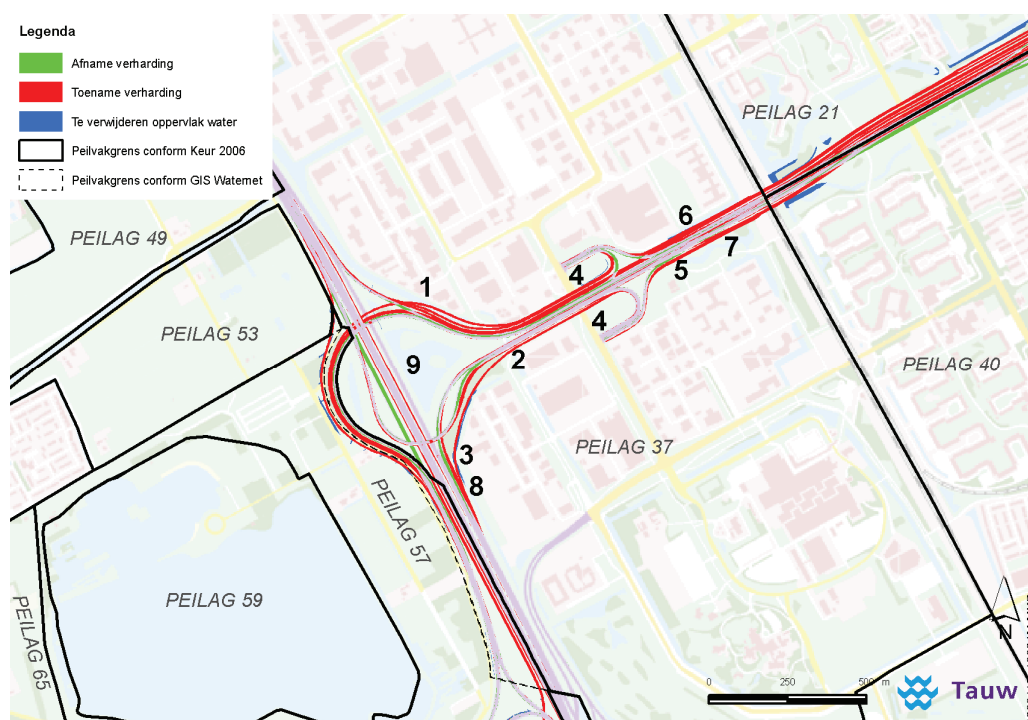 Legenda
Afname verharding
Toename verharding
Te verwijderen oppervlak water
Peilvakgrens conform Keur 2006
Peilvakgrens conform GIS Waternet
PEILAG 21
PEILAG 49
6
7
1
4
5
PEILAG 53
4
2
9
PEILAG 40
3
PEILAG 37
8
PEILAG 57
PEILAG 59
PEILAG 65
N
0 250 500 m
Tauw